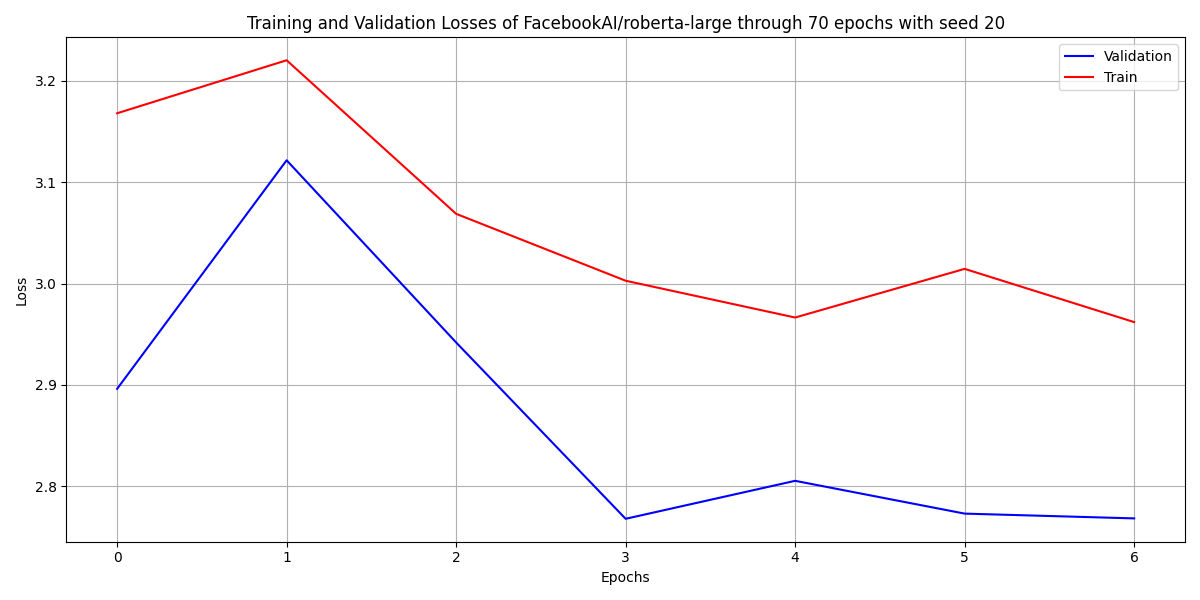 Training and Validation Losses of FacebookAI/roberta-large through 70 epochs with seed 20
Validation
Train
3.2
3.1
3.0
2.9
2.8
Loss
0 1 2 3 4 5 6
Epochs